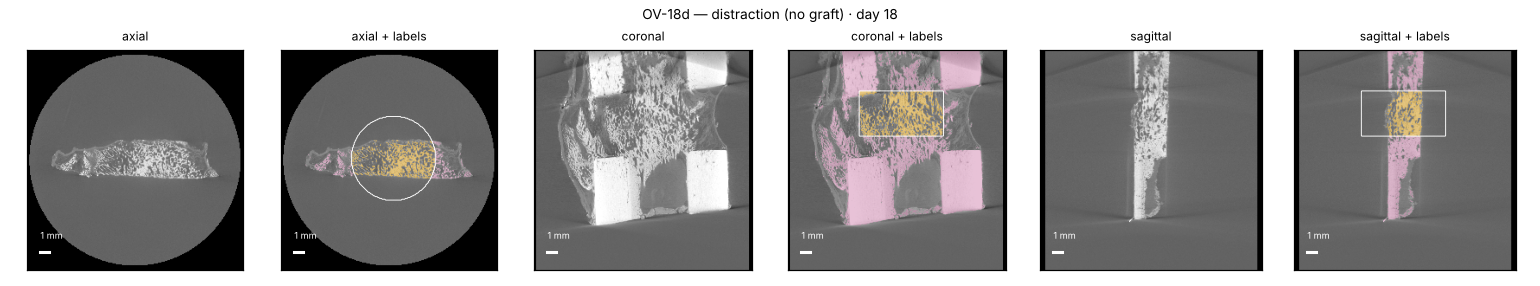 OV-18d — distraction (no graft) · day 18
axial
axial + labels
coronal
coronal + labels
sagittal
sagittal + labels
1 mm
1 mm
1 mm
1 mm
1 mm
1 mm